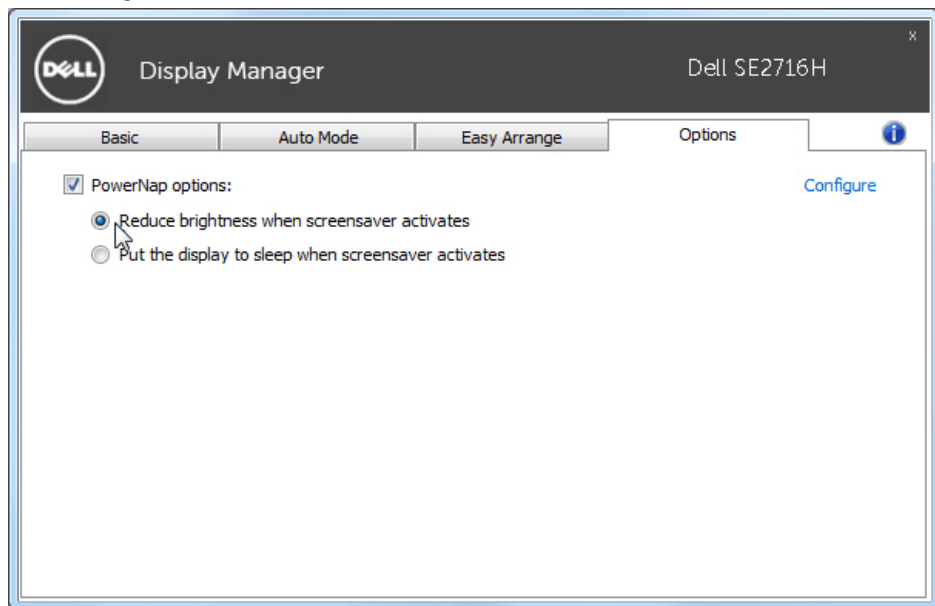 DELL Display Manager Dell SE2716H x
Basic Auto Mode Easy Arrange Options i
PowerNap options: Configure
Reduce brightness when screensaver activates
Put the display to sleep when screensaver activates